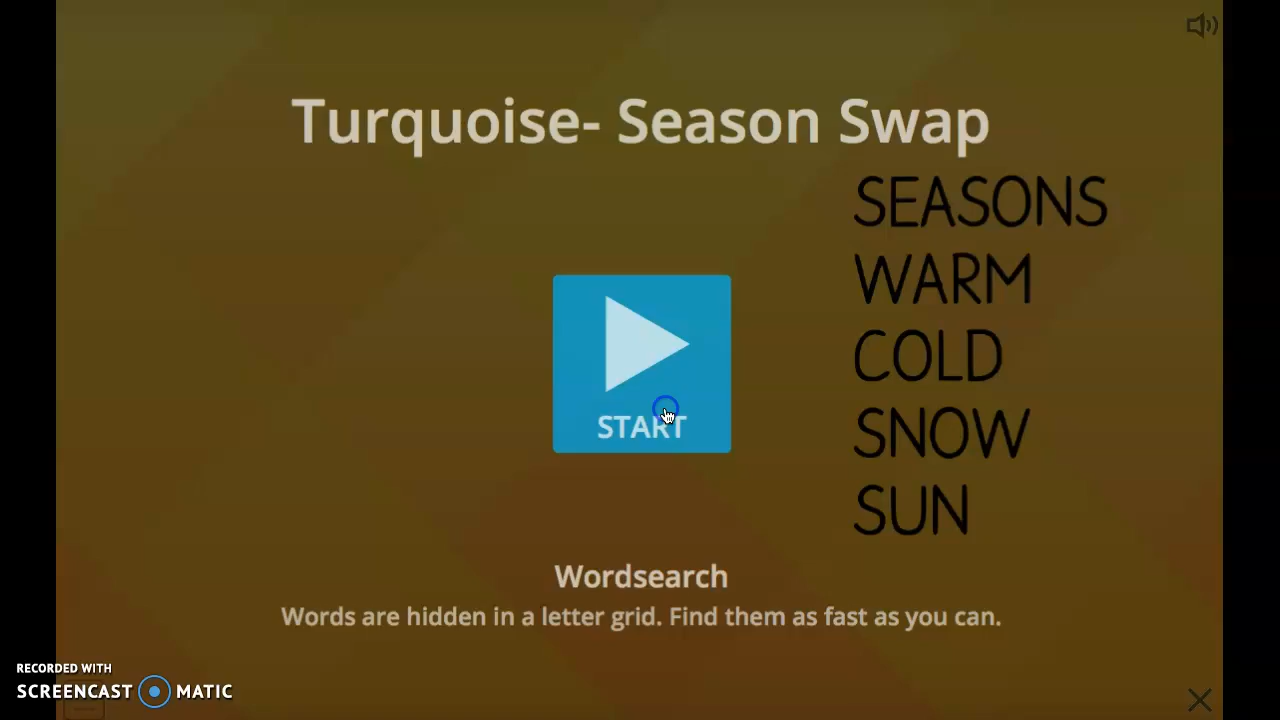 Turquoise- Season Swap
SEASONS
WARM
COLD
SNOW
SUN
START
Wordsearch
Words are hidden in a letter grid. Find them as fast as you can.
RECORDED WITH
SCREENCAST MATIC